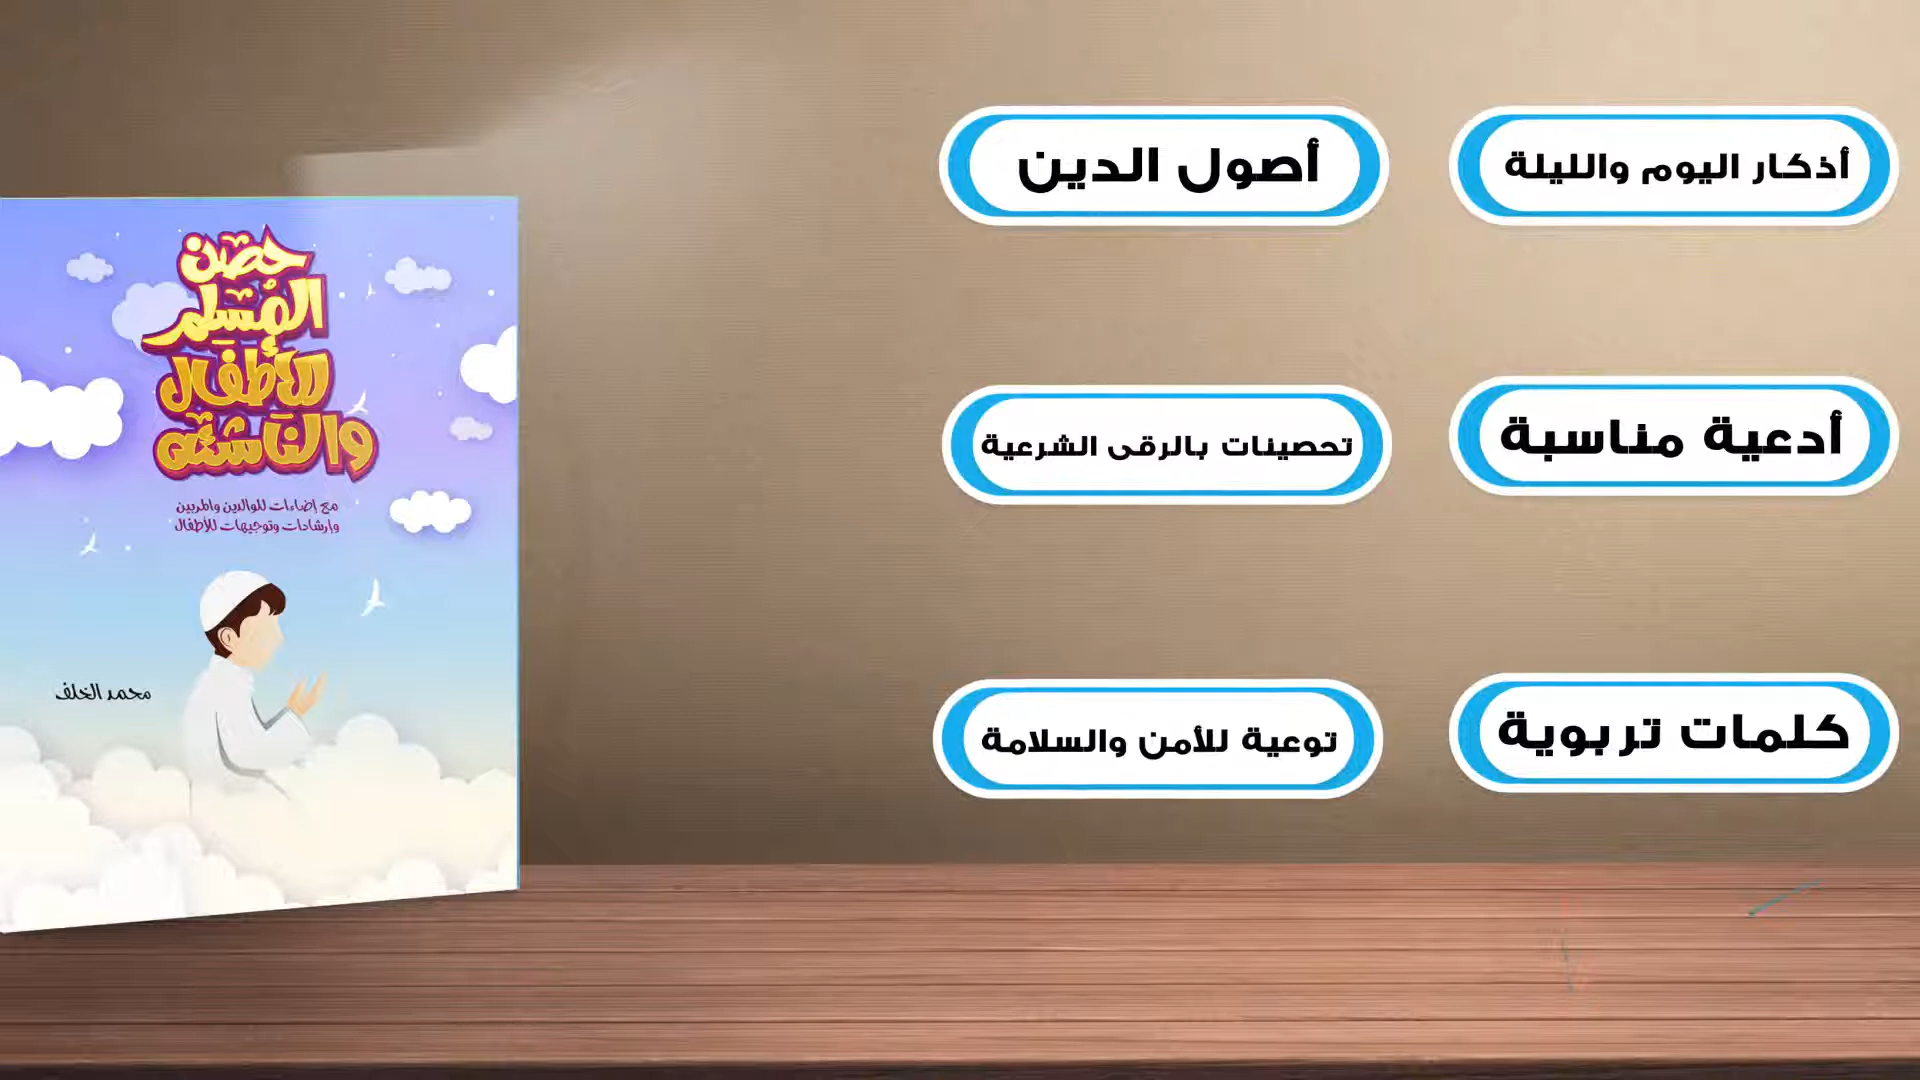 أذكار اليوم والليلة
أصول الدين
أدعية مناسبة
تحصينات بالرقى الشرعية
كلمات تربوية
توعية للأمن والسلامة
حصن
المسلم
للأطفال
والناشئة
مع إضاءات للوالدين والمربين
وإرشادات وتوجيهات للأطفال
محمد الخلف